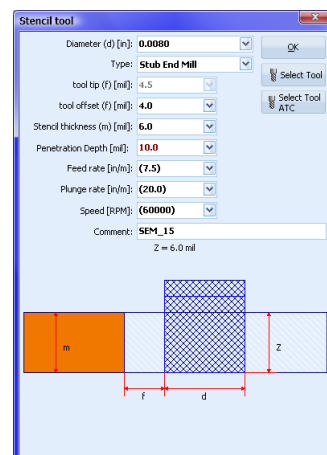 Stencil tool
Diameter (d) [in]: 0.0080
OK
Type: Stub End Mill
Select Tool
tool tip (f) [mil]: 4.5
tool offset (f) [mil]: 4.0
Select Tool ATC
Stencil thickness (m) [mil]: 6.0
Penetration Depth [mil]: 10.0
Feed rate [in/m]: (7.5)
Plunge rate [in/m]: (20.0)
Speed [RPM]: (60000)
Comment: SEM_15
Z = 6.0 mil
m
Z
f
d